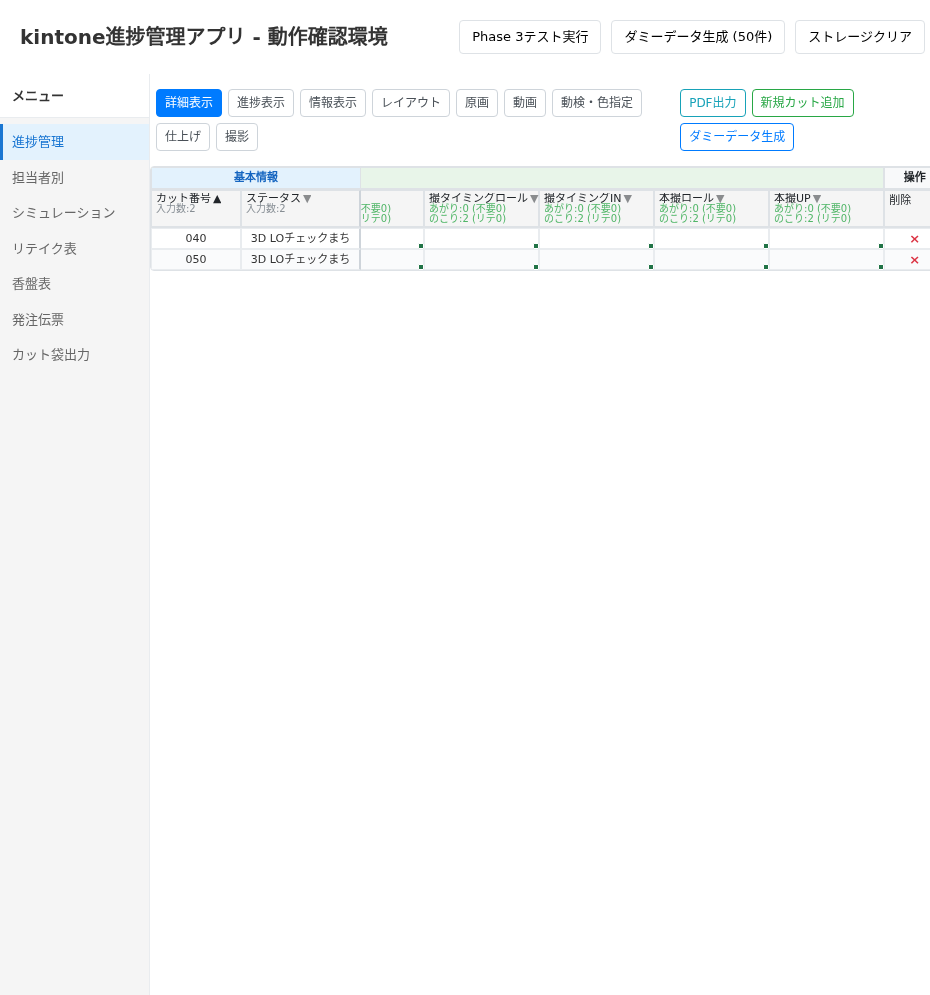 kintone進捗管理アプリ - 動作確認環境
Phase 3テスト実行
ダミーデータ生成 (50件)
ストレージクリア
メニュー
進捗管理
担当者別
シミュレーション
リテイク表
香盤表
発注伝票
カット袋出力
詳細表示
進捗表示
情報表示
レイアウト
原画
動画
動検・色指定
仕上げ
撮影
PDF出力
新規カット追加
ダミーデータ生成
基本情報
操作
カット番号▲
入力数:2
ステータス▼
入力数:2
不要0)
リテ0)
撮タイミングロール▼
あがり:0 (不要0)
のこり:2 (リテ0)
撮タイミングIN▼
あがり:0 (不要0)
のこり:2 (リテ0)
本撮ロール▼
あがり:0 (不要0)
のこり:2 (リテ0)
本撮UP▼
あがり:0 (不要0)
のこり:2 (リテ0)
削除
040 3D LOチェックまち ×
050 3D LOチェックまち ×